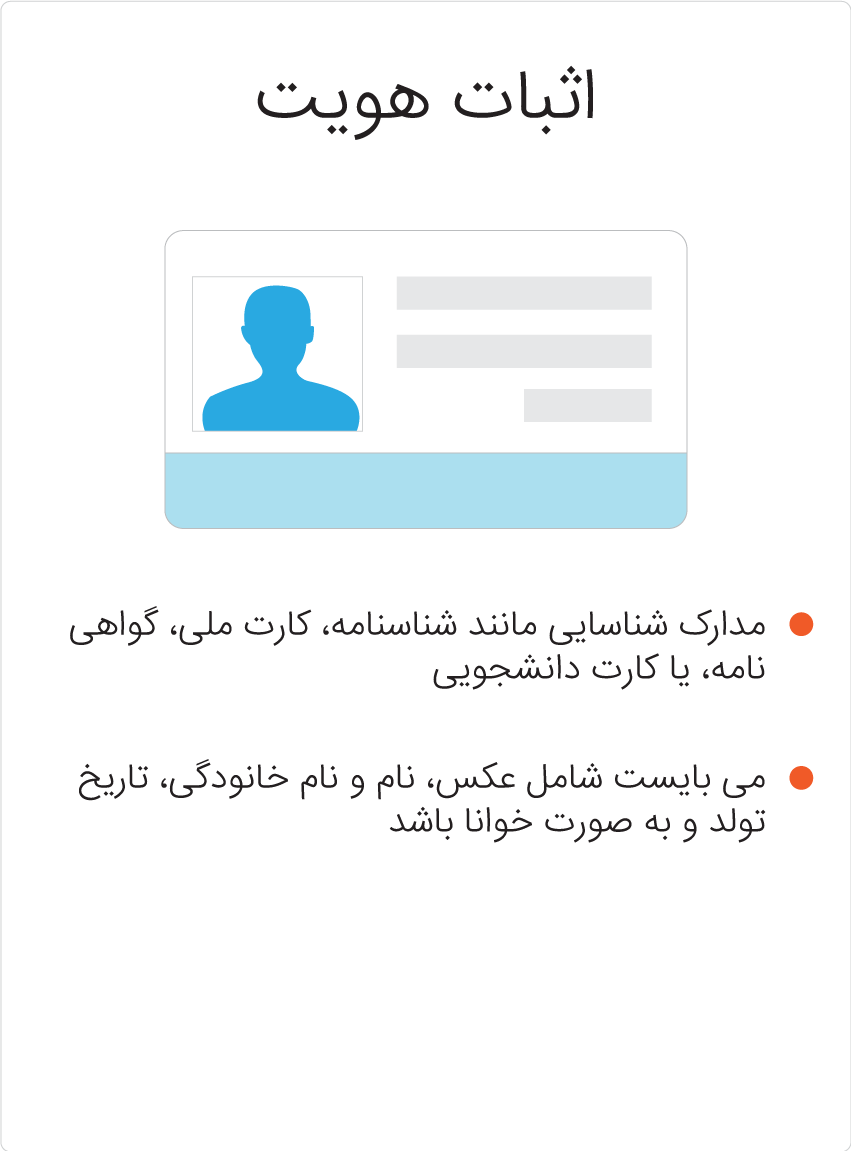 اثبات هویت
مدارک شناسایی مانند شناسنامه، کارت ملی، گواهی
نامه، یا کارت دانشجویی
می بایست شامل عکس، نام و نام خانودگی، تاریخ
تولد و به صورت خوانا باشد